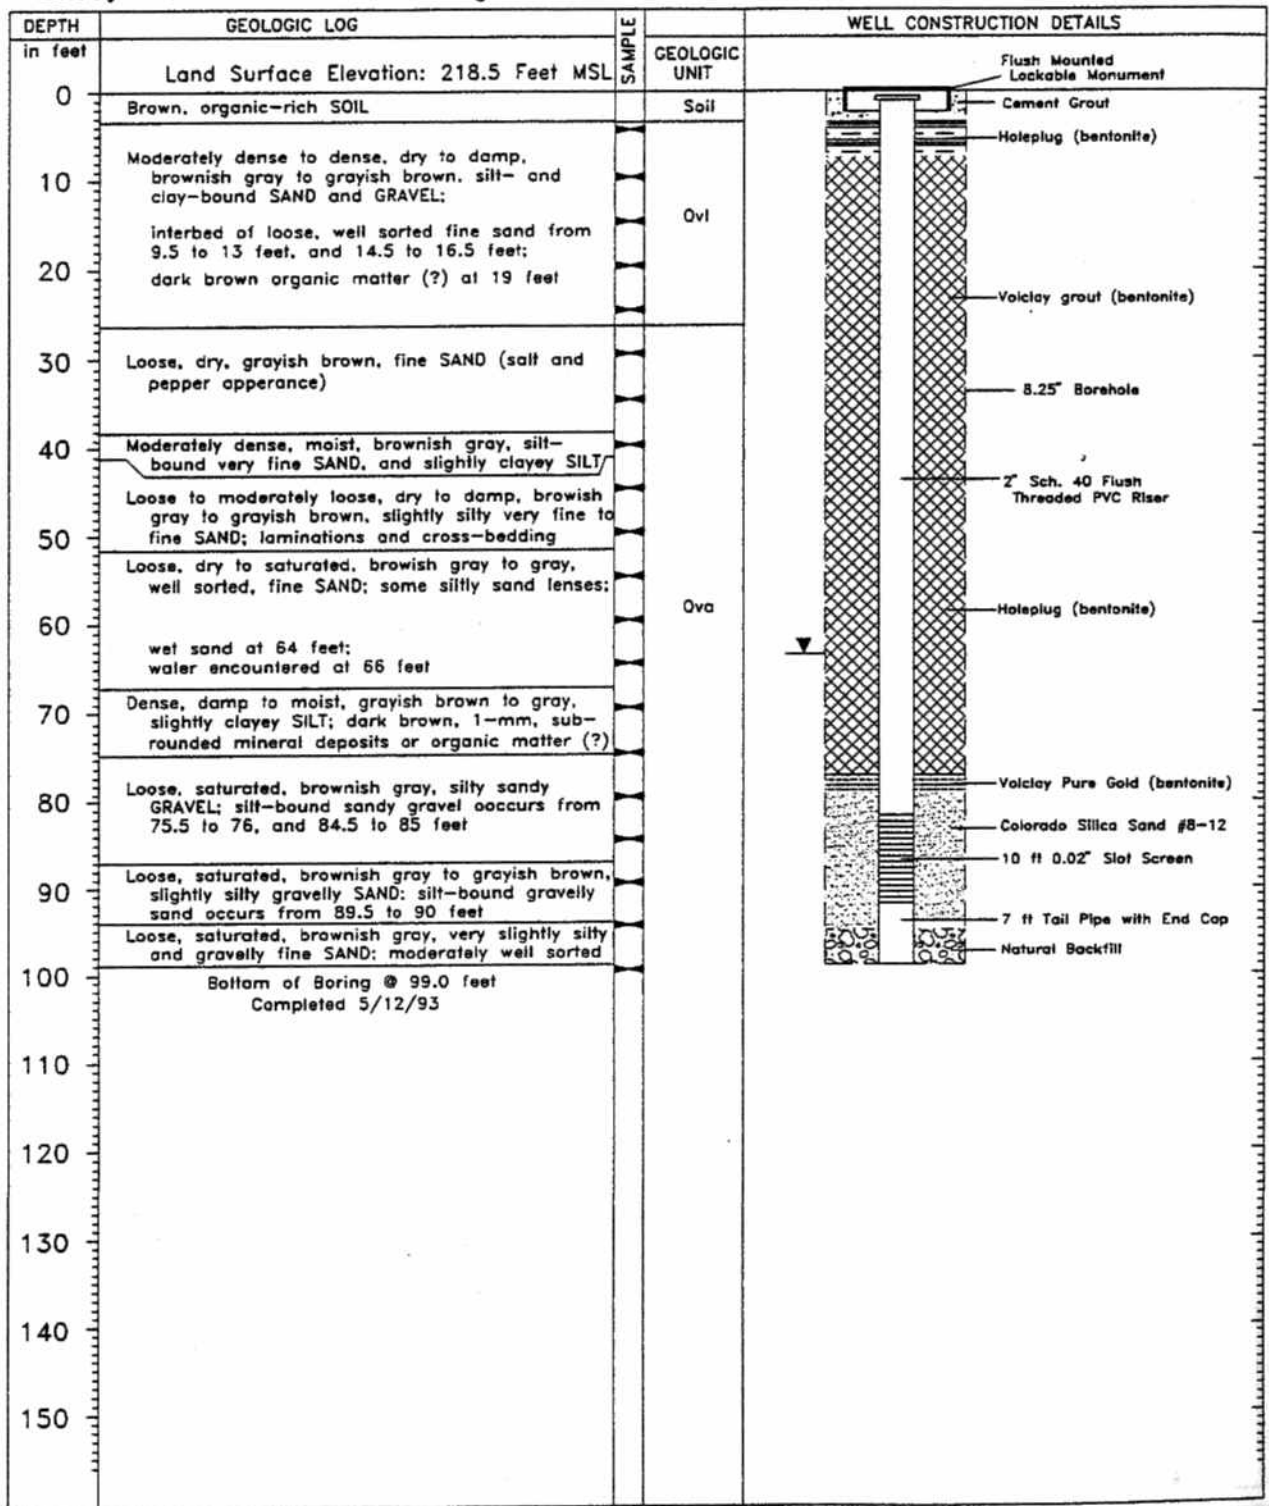 DEPTH
in feet
GEOLOGIC LOG
SAMPLE
WELL CONSTRUCTION DETAILS
GEOLOGIC
UNIT
Land Surface Elevation: 218.5 Feet MSL
0
10
20
30
40
50
60
70
80
90
100
110
120
130
140
150
Brown, organic-rich SOIL
Moderately dense to dense, dry to damp,
brownish gray to grayish brown, silt- and
clay-bound SAND and GRAVEL;
interbed of loose, well sorted fine sand from
9.5 to 13 feet, and 14.5 to 16.5 feet;
dark brown organic matter (?) at 19 feet
Loose, dry, grayish brown, fine SAND (salt and
pepper apperance)
Moderately dense, moist, brownish gray, silt-
bound very fine SAND, and slightly clayey SILT
Loose to moderately loose, dry to damp, browish
gray to grayish brown, slightly silty very fine to
fine SAND; laminations and cross-bedding
Loose, dry to saturated, browish gray to gray,
well sorted, fine SAND; some siltly sand lenses;
wet sand at 64 feet;
water encountered at 66 feet
Dense, damp to moist, grayish brown to gray,
slightly clayey SILT; dark brown, 1-mm, sub-
rounded mineral deposits or organic matter (?)
Loose, saturated, brownish gray, silty sandy
GRAVEL; silt-bound sandy gravel ooccurs from
75.5 to 76, and 84.5 to 85 feet
Loose, saturated, brownish gray to grayish brown,
slightly silty gravelly SAND; silt-bound gravelly
sand occurs from 89.5 to 90 feet
Loose, saturated, brownish gray, very slightly silty
and gravelly fine SAND; moderately well sorted
Bottom of Boring @ 99.0 feet
Completed 5/12/93
Soil
Qvl
Qva
Flush Mounted
Lockable Monument
Cement Grout
Holeplug (bentonite)
Volclay grout (bentonite)
8.25" Borehole
2" Sch. 40 Flush
Threaded PVC Riser
Holeplug (bentonite)
Volclay Pure Gold (bentonite)
Colorado Silica Sand #8-12
10 ft 0.02" Slot Screen
7 ft Tail Pipe with End Cap
Natural Backfill